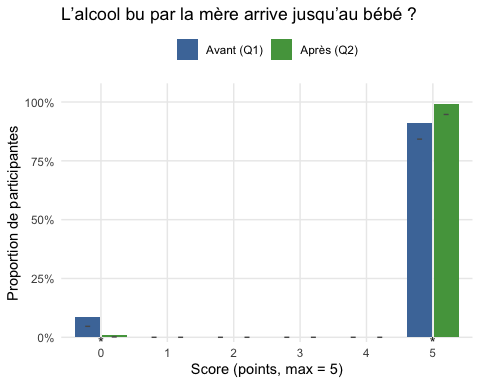 L’alcool bu par la mère arrive jusqu’au bébé ?
Avant (Q1) Après (Q2)
Proportion de participantes
100%
75%
50%
25%
0%
* *
0 1 2 3 4 5
Score (points, max = 5)